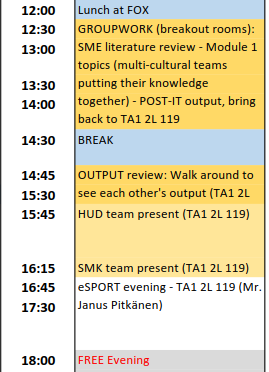 12:00 Lunch at FOX
12:30 GROUPWORK (breakout rooms):
13:00 SME literature review - Module 1
topics (multi-cultural teams
13:30 putting their knowledge
14:00 together) - POST-IT output, bring
back to TA1 2L 119
14:30 BREAK
14:45 OUTPUT review: Walk around to
15:30 see each other's output (TA1 2L
15:45 HUD team present (TA1 2L 119)
16:15 SMK team present (TA1 2L 119)
16:45 eSPORT evening - TA1 2L 119 (Mr.
17:30 Janus Pitkänen)
18:00 FREE Evening